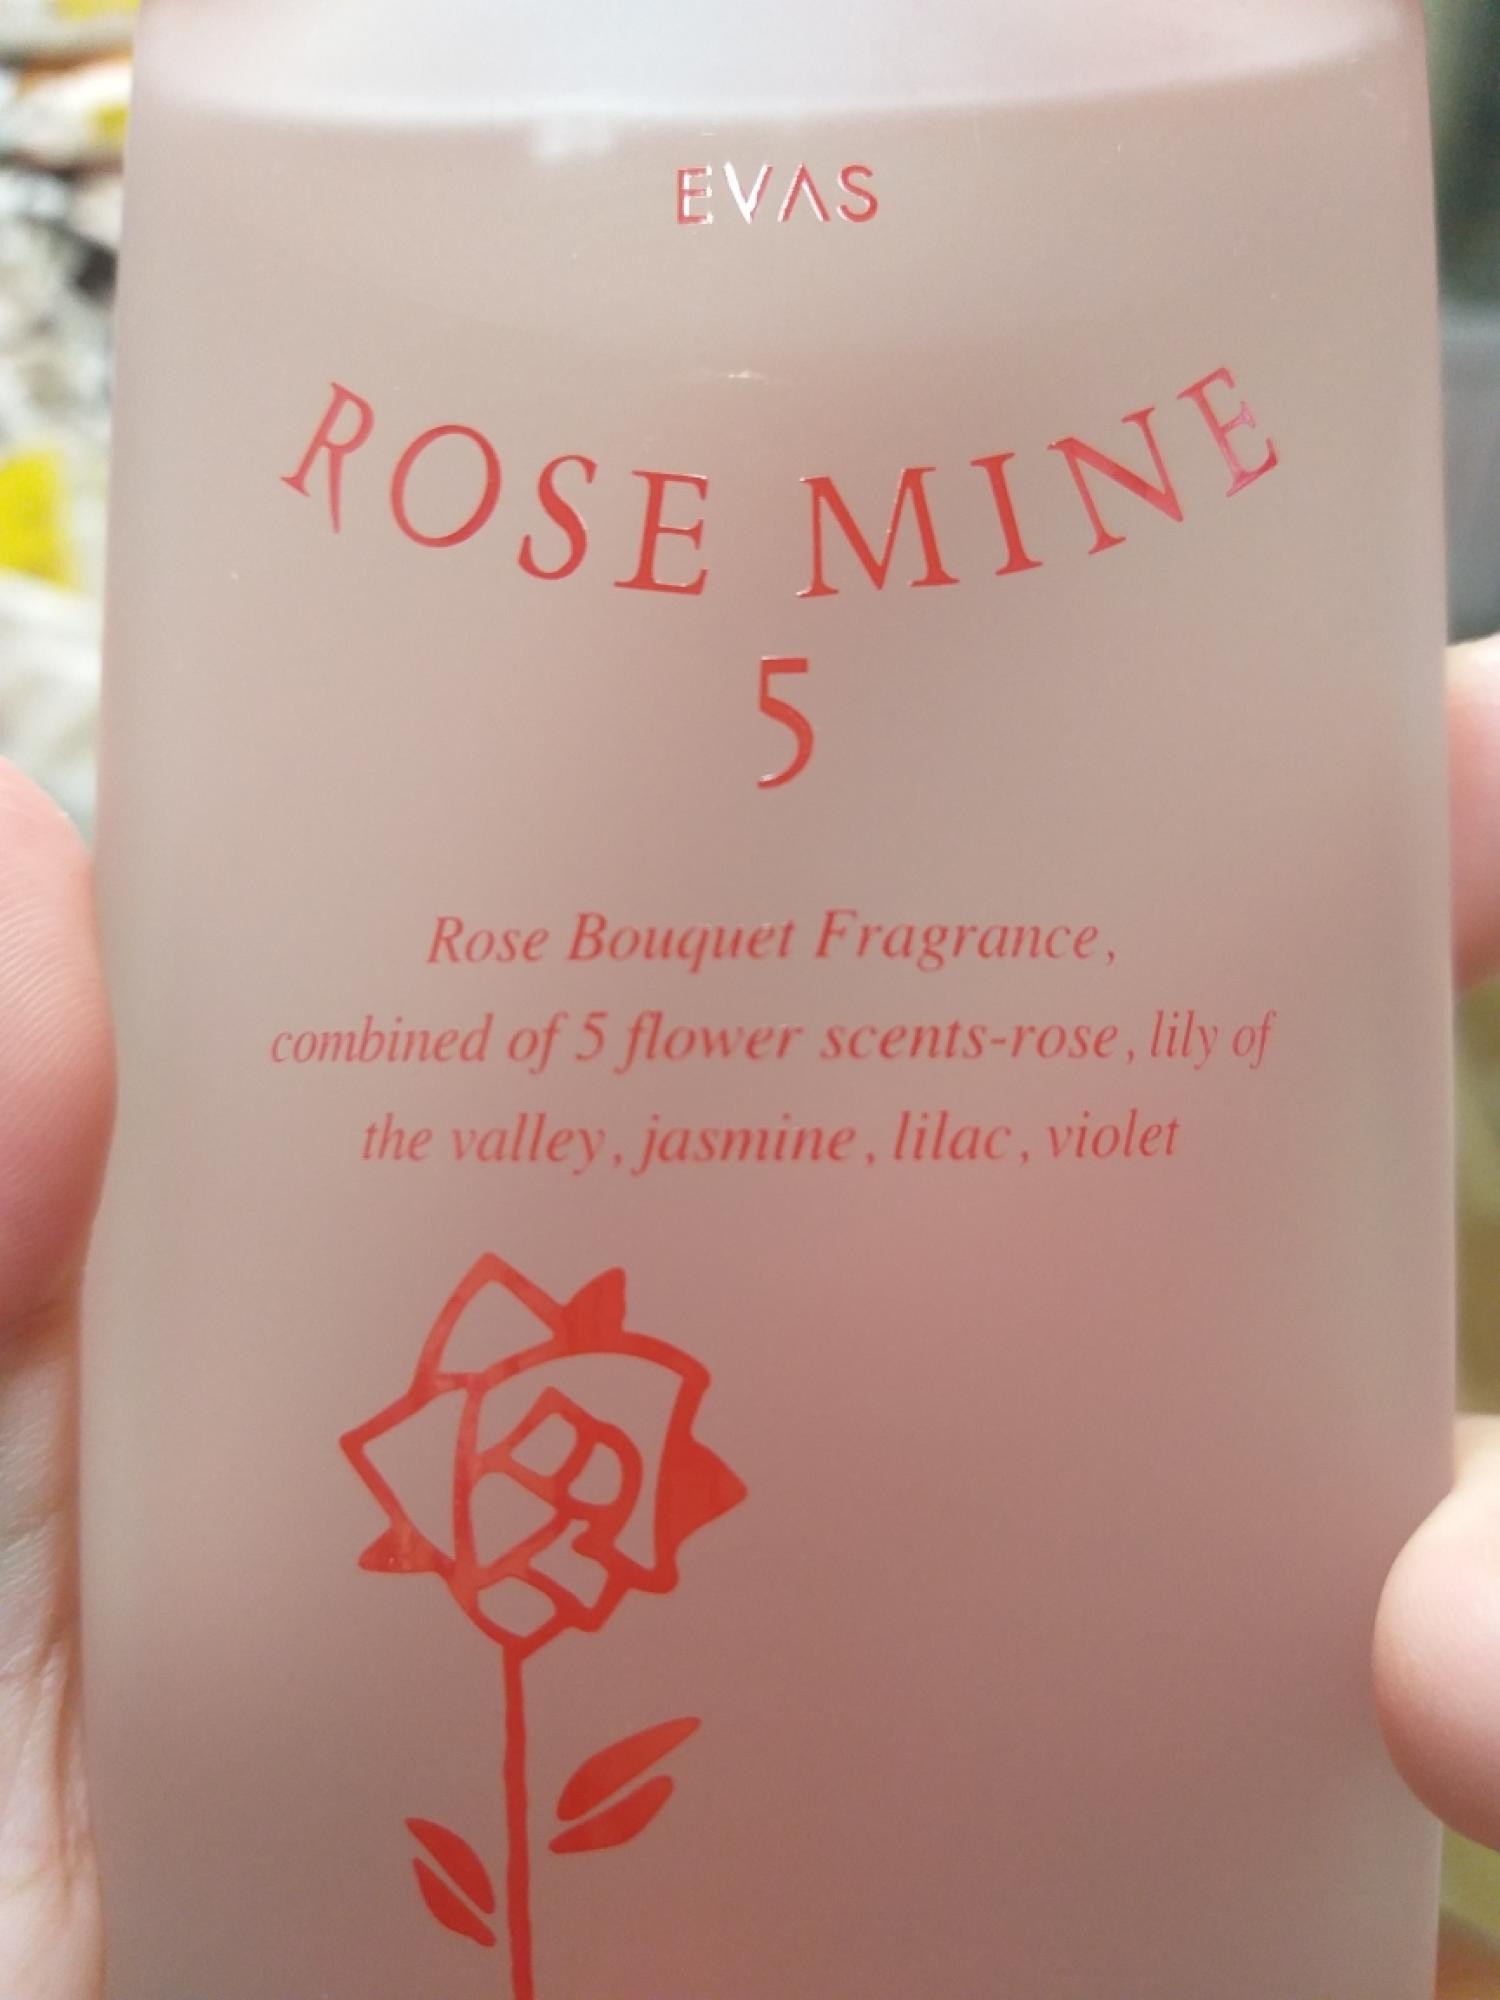 EVAS
ROSE MINE
5
Rose Bouquet Fragrance,
combined of 5 flower scents-rose, lily of
the valley, jasmine, lilac, violet